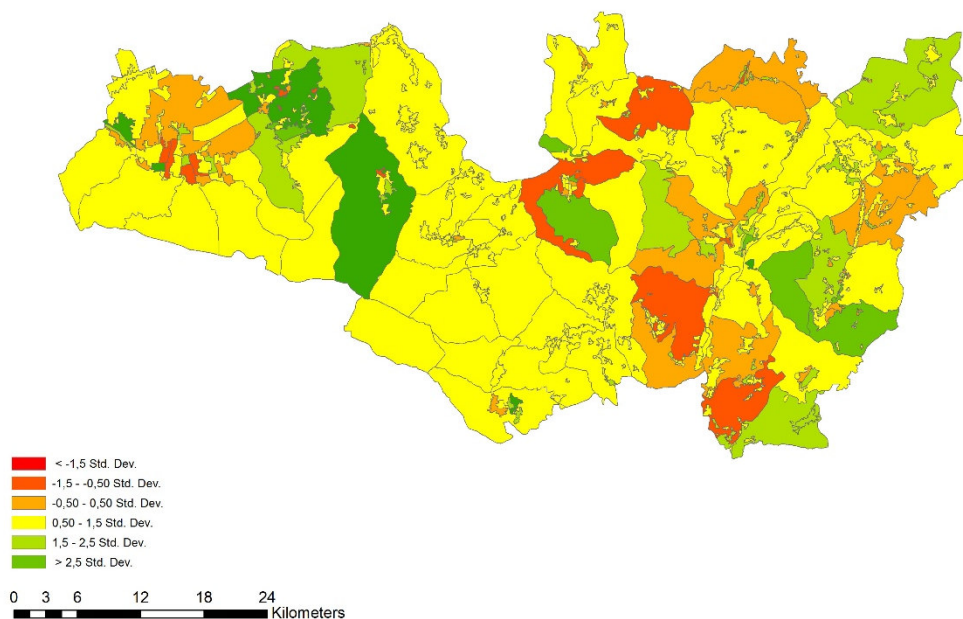 < -1,5 Std. Dev.
-1,5 - -0,50 Std. Dev.
-0,50 - 0,50 Std. Dev.
0,50 - 1,5 Std. Dev.
1,5 - 2,5 Std. Dev.
> 2,5 Std. Dev.
0 3 6 12 18 24
Kilometers